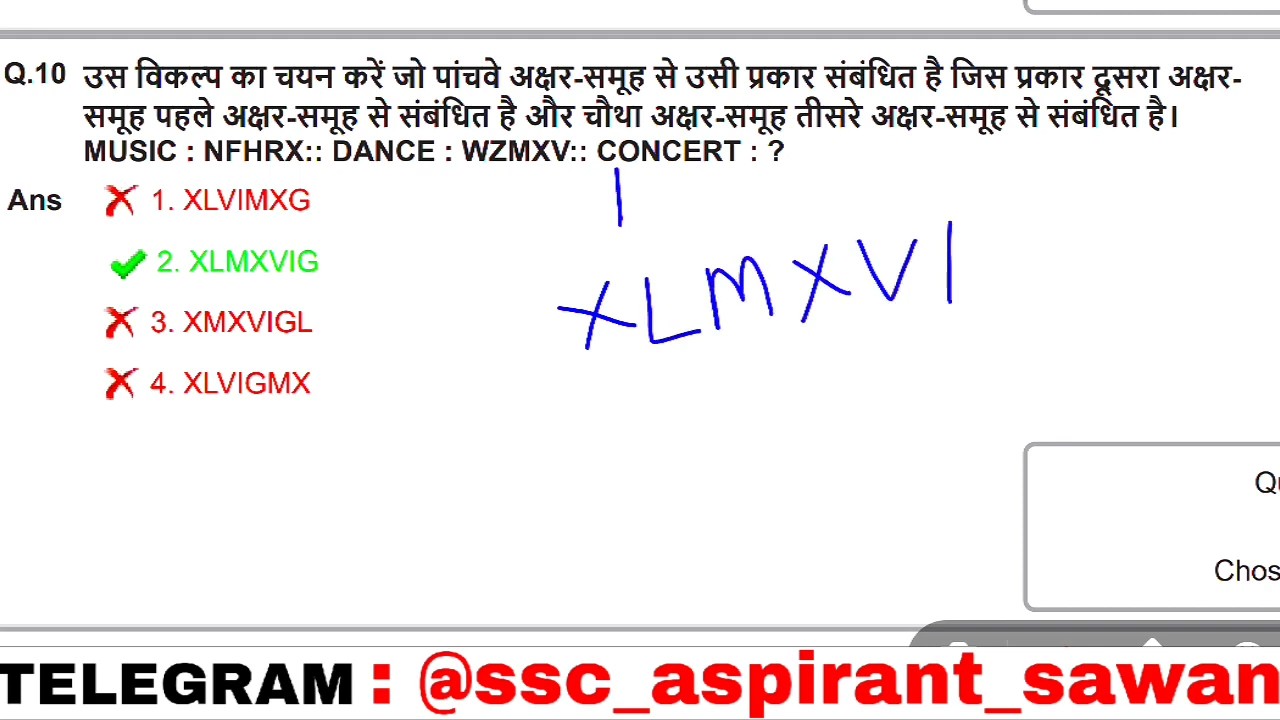 Q.10 उस विकल्प का चयन करें जो पांचवे अक्षर-समूह से उसी प्रकार संबंधित है जिस प्रकार दूसरा अक्षर-
समूह पहले अक्षर-समूह से संबंधित है और चौथा अक्षर-समूह तीसरे अक्षर-समूह से संबंधित है।
MUSIC : NFHRX:: DANCE : WZMXV:: CONCERT : ?
Ans 1. XLVIMXG
2. XLMXVIG
3. XMXVIGL
4. XLVIGMX
XLMXVI
Qu
Chos
TELEGRAM : @ssc_aspirant_sawan